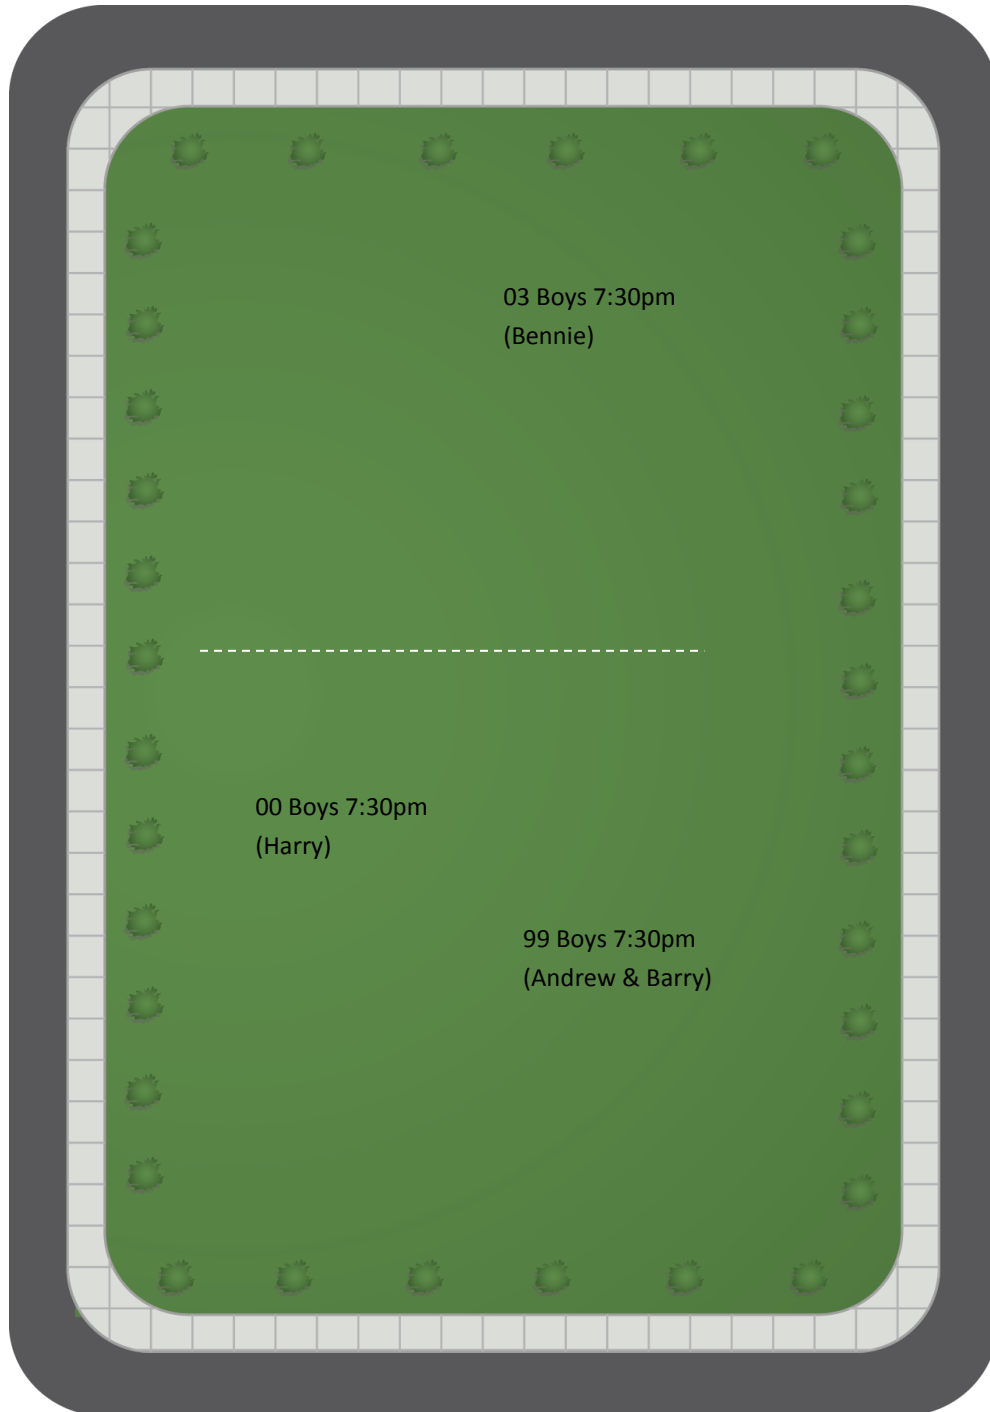 03 Boys 7:30pm
(Bennie)
00 Boys 7:30pm
(Harry)
99 Boys 7:30pm
(Andrew & Barry)